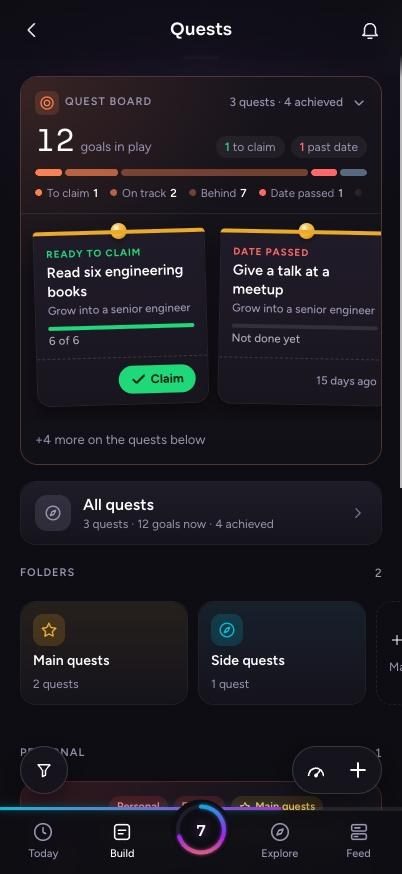 Quests
QUEST BOARD
3 quests · 4 achieved
12 goals in play
1 to claim
1 past date
To claim 1
On track 2
Behind 7
Date passed 1
READY TO CLAIM
Read six engineering
books
Grow into a senior engineer
6 of 6
Claim
DATE PASSED
Give a talk at a
meetup
Grow into a senior engineer
Not done yet
15 days ago
+4 more on the quests below
All quests
3 quests · 12 goals now · 4 achieved
FOLDERS
2
Main quests
2 quests
Side quests
1 quest
+
Ma
1
Personal
Main quests
Today
Build
7
Explore
Feed